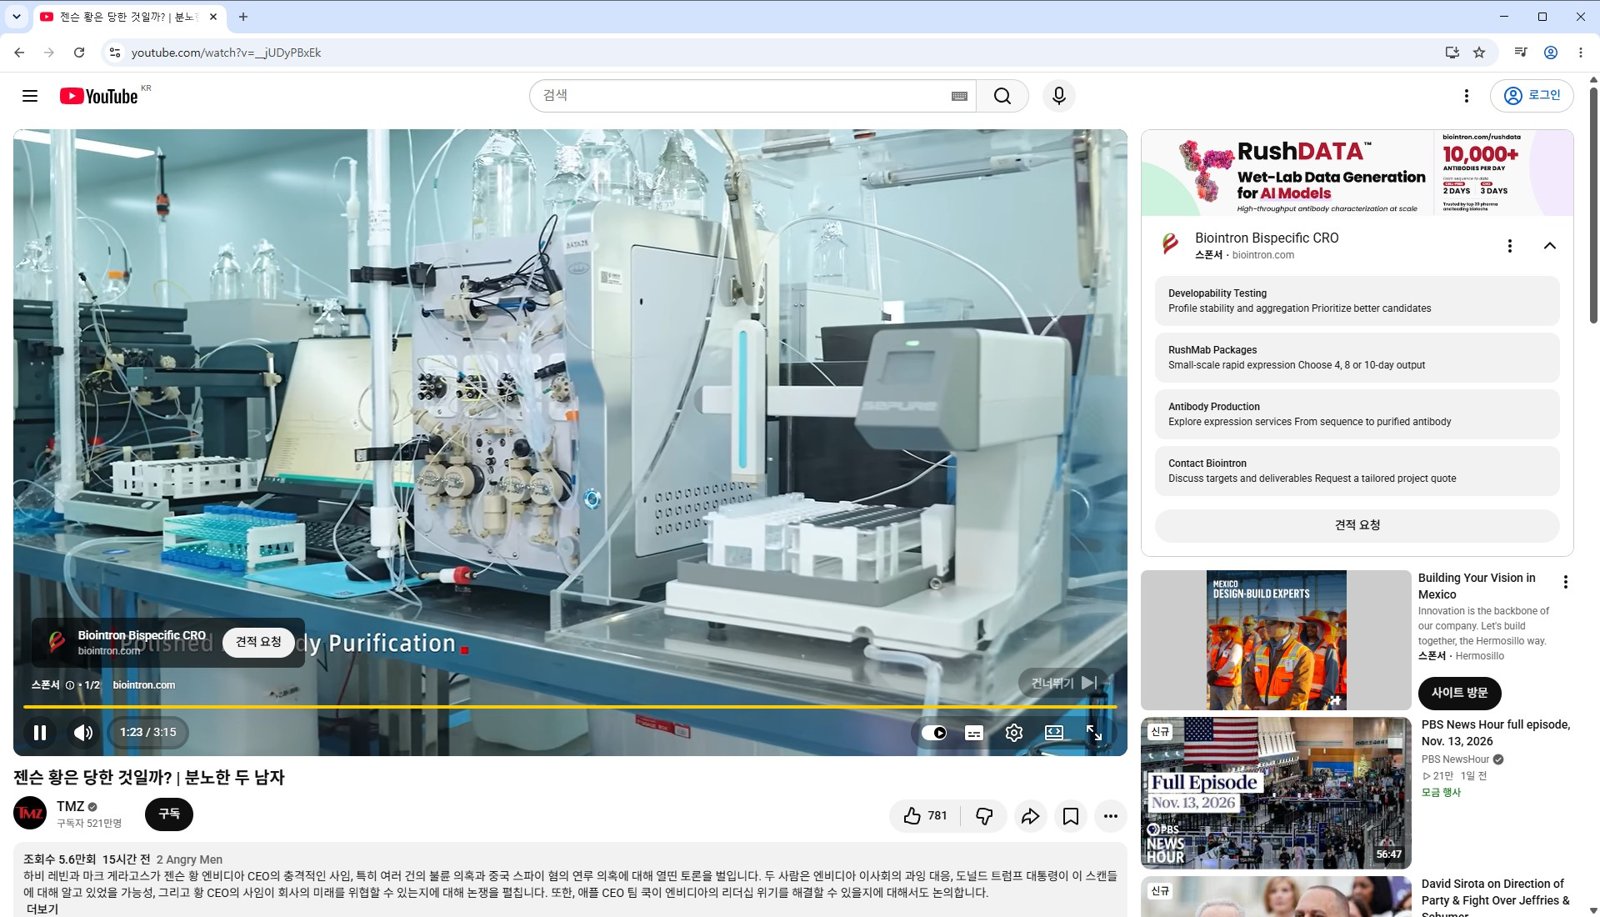 젠슨 황은 당한 것일까? | 분노한
youtube.com/watch?v=__jUDyPBxEk
YouTube KR
검색
로그인
DATA 2X
SEPURE
Biointron Bispecific CRO
biointron.com
견적 요청
Polished
dy Purification
스폰서 · 1/2 biointron.com
건너뛰기
1:23 / 3:15
젠슨 황은 당한 것일까? | 분노한 두 남자
TMZ
TMZ
구독자 521만명
구독
781
조회수 5.6만회 15시간 전 2 Angry Men
하비 레빈과 마크 게라고스가 젠슨 황 엔비디아 CEO의 충격적인 사임, 특히 여러 건의 불륜 의혹과 중국 스파이 혐의 연루 의혹에 대해 열띤 토론을 벌입니다. 두 사람은 엔비디아 이사회의 과잉 대응, 도널드 트럼프 대통령이 이 스캔들
에 대해 알고 있었을 가능성, 그리고 황 CEO의 사임이 회사의 미래를 위협할 수 있는지에 대해 논쟁을 펼칩니다. 또한, 애플 CEO 팀 쿡이 엔비디아의 리더십 위기를 해결할 수 있을지에 대해서도 논의합니다.
더보기
RushDATA™
Wet-Lab Data Generation
for AI Models
High-throughput antibody characterization at scale
biointron.com/rushdata
10,000+
ANTIBODIES PER DAY
2 DAYS 3 DAYS
Trusted by top 20 pharma
and leading biotechs
Biointron Bispecific CRO
스폰서 · biointron.com
Developability Testing
Profile stability and aggregation Prioritize better candidates
RushMab Packages
Small-scale rapid expression Choose 4, 8 or 10-day output
Antibody Production
Explore expression services From sequence to purified antibody
Contact Biointron
Discuss targets and deliverables Request a tailored project quote
견적 요청
MEXICO
DESIGN-BUILD EXPERTS
Building Your Vision in
Mexico
Innovation is the backbone of
our company. Let's build
together, the Hermosillo way.
스폰서 · Hermosillo
사이트 방문
신규
Full Episode
Nov. 13, 2026
PBS
NEWS
HOUR
56:47
PBS News Hour full episode,
Nov. 13, 2026
PBS NewsHour
21만 1일 전
모금 행사
신규
David Sirota on Direction of
Party & Fight Over Jeffries &
Schumer